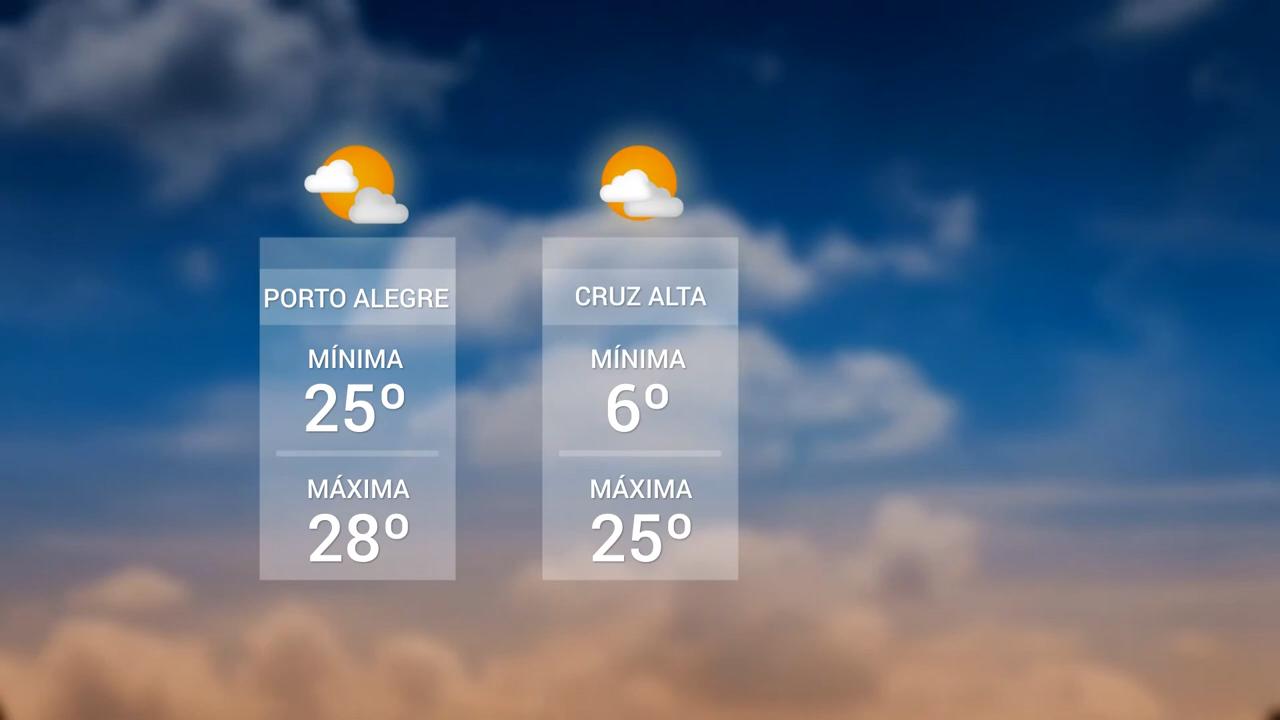 PORTO ALEGRE
MÍNIMA
25º
MÁXIMA
28º
CRUZ ALTA
MÍNIMA
6º
MÁXIMA
25º